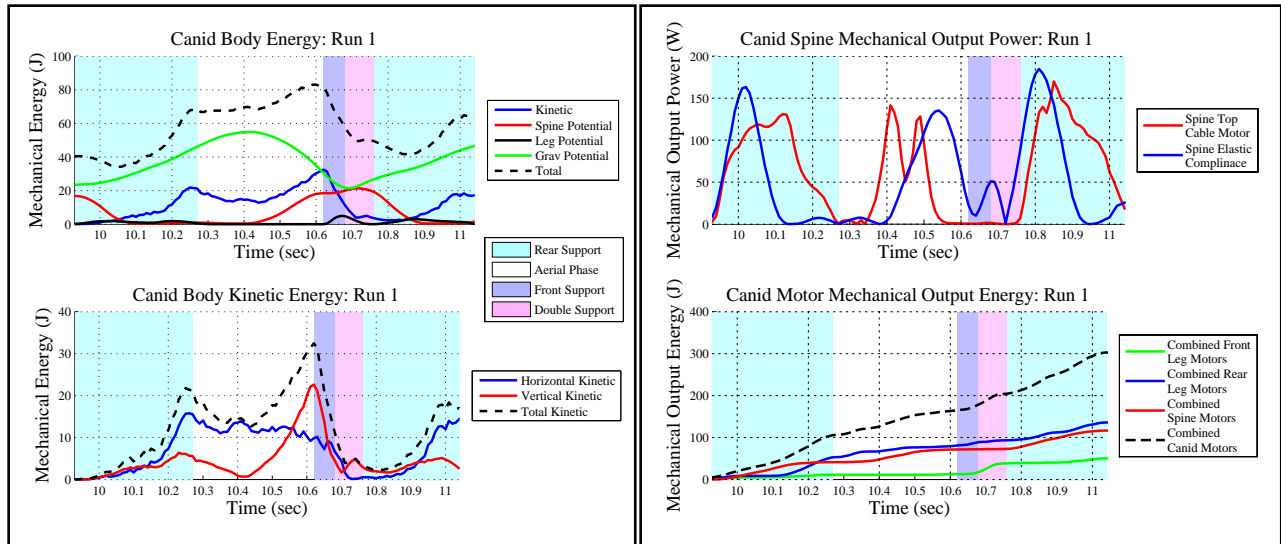 Canid Body Energy: Run 1
Mechanical Energy (J)
100
80
60
40
20
0
10 10.1 10.2 10.3 10.4 10.5 10.6 10.7 10.8 10.9 11
Time (sec)
Kinetic
Spine Potential
Leg Potential
Grav Potential
Total
Rear Support
Aerial Phase
Front Support
Double Support
Canid Body Kinetic Energy: Run 1
Mechanical Energy (J)
40
30
20
10
0
10 10.1 10.2 10.3 10.4 10.5 10.6 10.7 10.8 10.9 11
Time (sec)
Horizontal Kinetic
Vertical Kinetic
Total Kinetic
Canid Spine Mechanical Output Power: Run 1
Mechanical Output Power (W)
200
150
100
50
0
10 10.1 10.2 10.3 10.4 10.5 10.6 10.7 10.8 10.9 11
Time (sec)
Spine Top
Cable Motor
Spine Elastic
Complinace
Canid Motor Mechanical Output Energy: Run 1
Mechanical Output Energy (J)
400
300
200
100
0
10 10.1 10.2 10.3 10.4 10.5 10.6 10.7 10.8 10.9 11
Time (sec)
Combined Front
Leg Motors
Combined Rear
Leg Motors
Combined
Spine Motors
Combined
Canid Motors